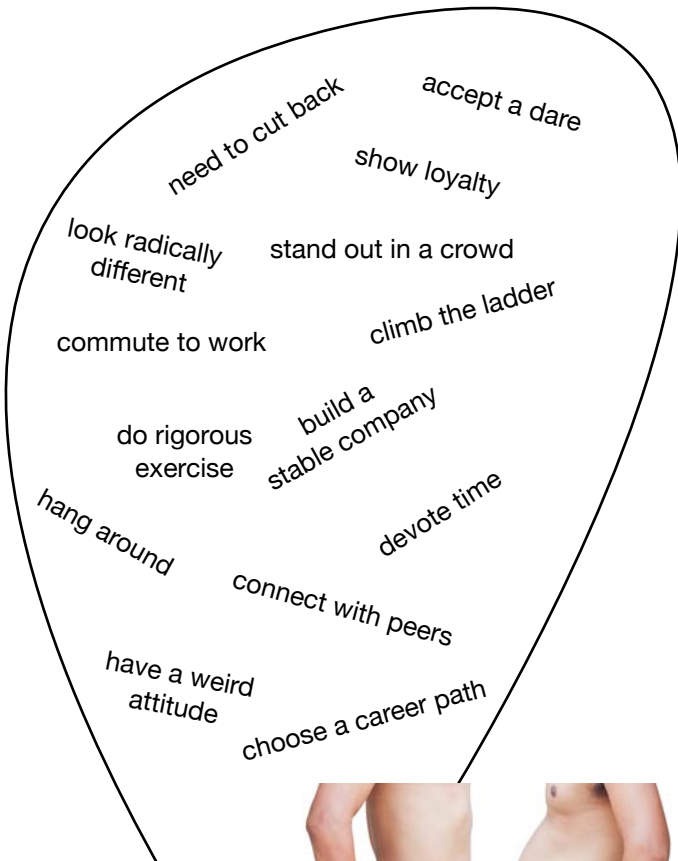 need to cut back
accept a dare
show loyalty
look radically
different
stand out in a crowd
climb the ladder
commute to work
build a
stable company
do rigorous
exercise
hang around
devote time
connect with peers
have a weird
attitude
choose a career path